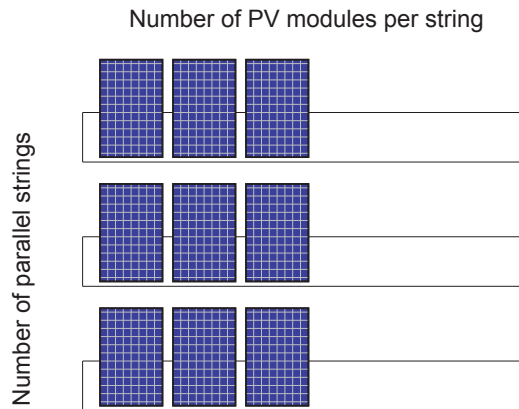 Number of PV modules per string
Number of parallel strings